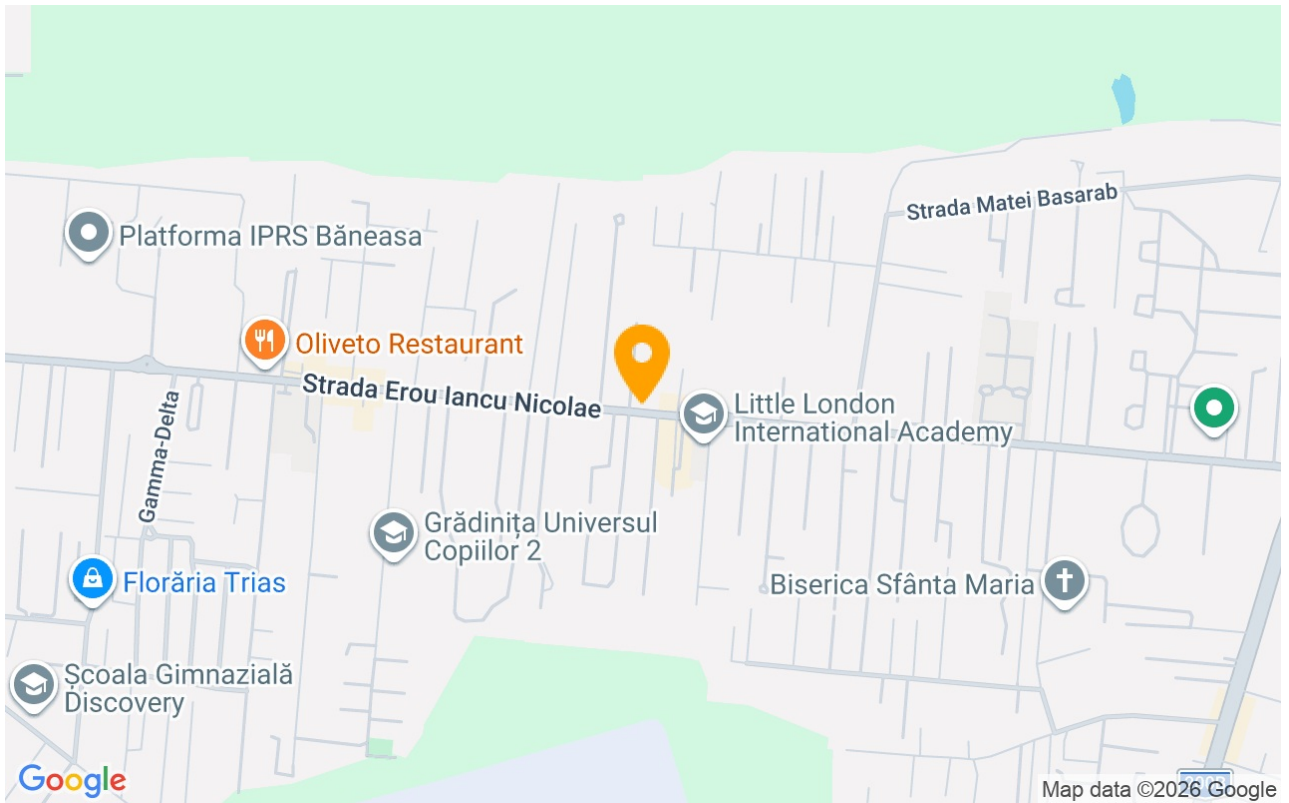 Strada Matei Basarab
Platforma IPRS Băneasa
Oliveto Restaurant
Strada Erou Iancu Nicolae
Little London
International Academy
Gamma-Delta
Grădinița Universul
Copiilor 2
Florăria Trias
Biserica Sfânta Maria
Școala Gimnazială
Discovery
Google
Map data ©2026 Google